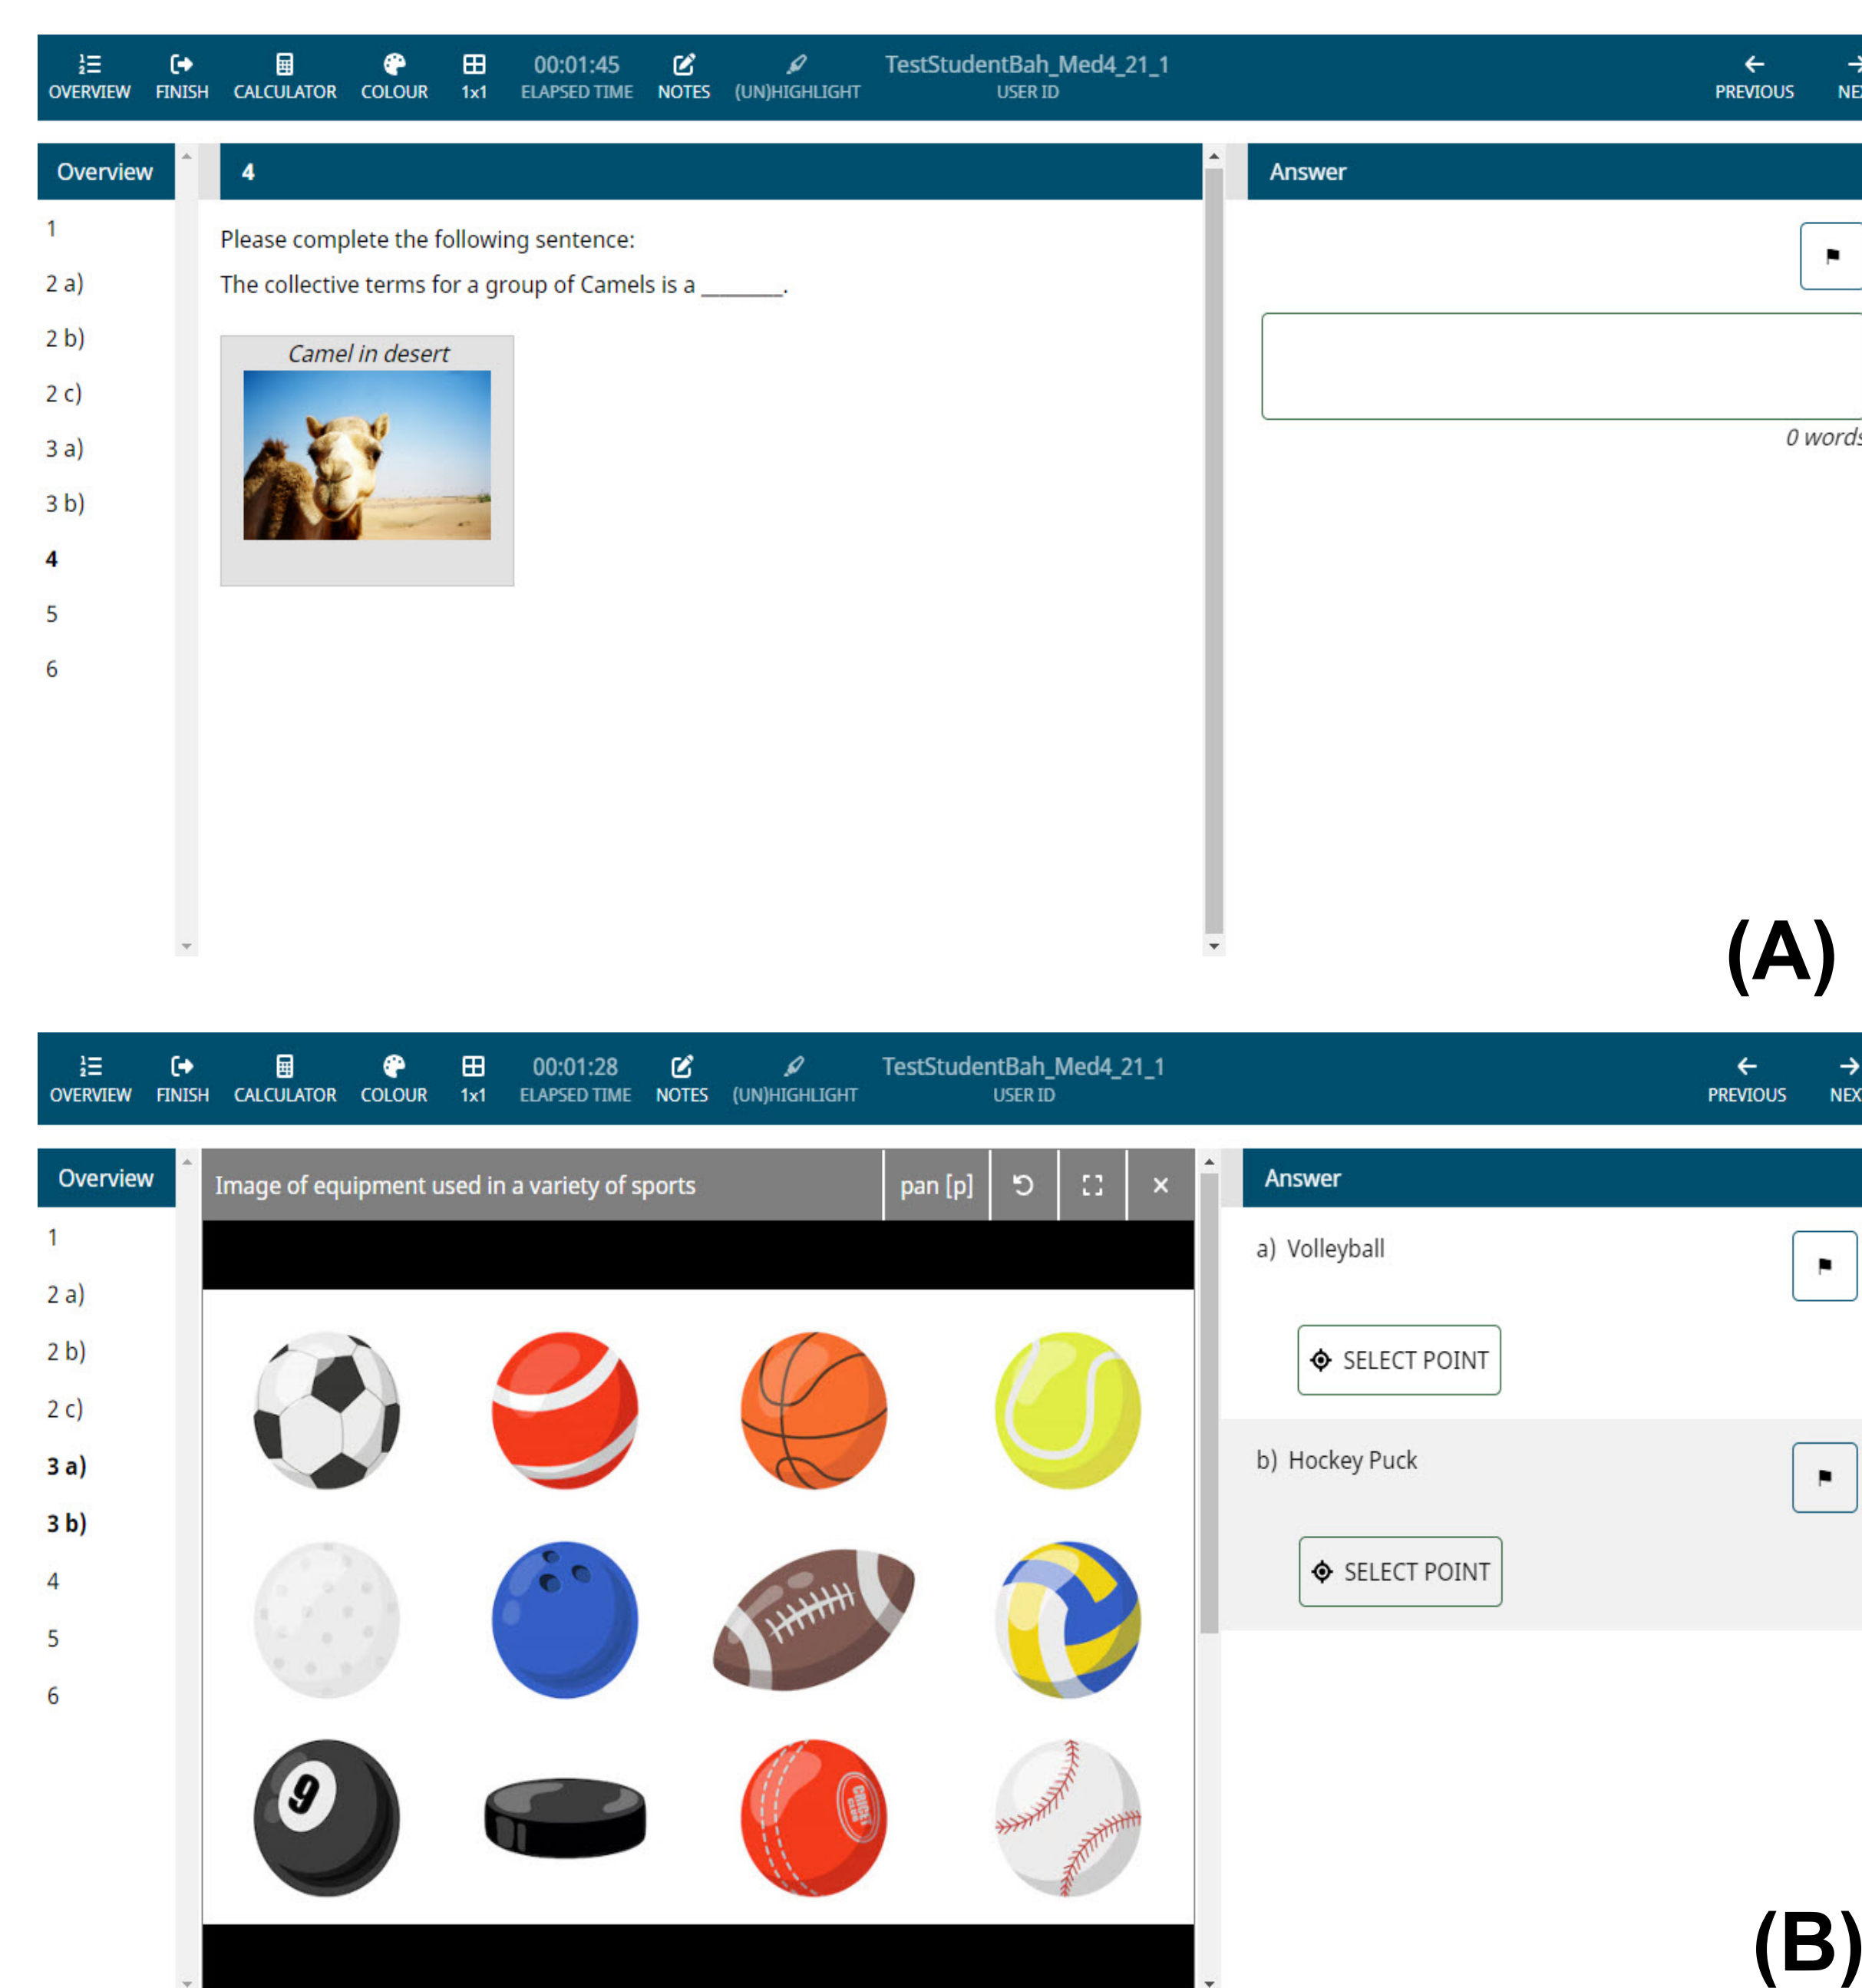 OVERVIEW FINISH CALCULATOR COLOUR 1x1 00:01:45 ELAPSED TIME NOTES (UN)HIGHLIGHT TestStudentBah_Med4_21_1 USER ID PREVIOUS NE
Overview
1
2 a)
2 b)
2 c)
3 a)
3 b)
4
5
6
4
Please complete the following sentence:
The collective terms for a group of Camels is a ________.
Camel in desert
Answer
0 words
(A)
OVERVIEW FINISH CALCULATOR COLOUR 1x1 00:01:28 ELAPSED TIME NOTES (UN)HIGHLIGHT TestStudentBah_Med4_21_1 USER ID PREVIOUS NEX
Overview
1
2 a)
2 b)
2 c)
3 a)
3 b)
4
5
6
Image of equipment used in a variety of sports pan [p]
9
CRICET
Answer
a) Volleyball
SELECT POINT
b) Hockey Puck
SELECT POINT
(B)